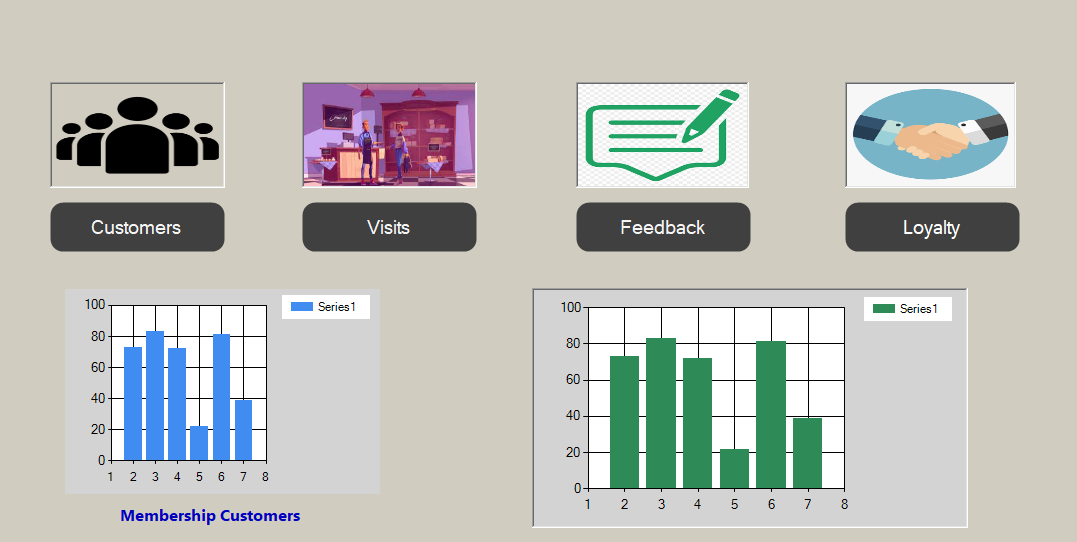 Customers
Visits
Feedback
Loyalty
Series1
100
80
60
40
20
0
1 2 3 4 5 6 7 8
Membership Customers
Series1
100
80
60
40
20
0
1 2 3 4 5 6 7 8